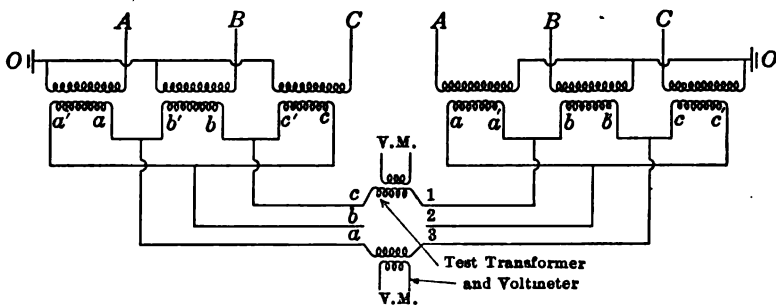 A B C A B C
O O
a' a b' b c' c a a' b b' c c'
V.M.
c 1
b 2
a 3
Test Transformer
and Voltmeter
V.M.